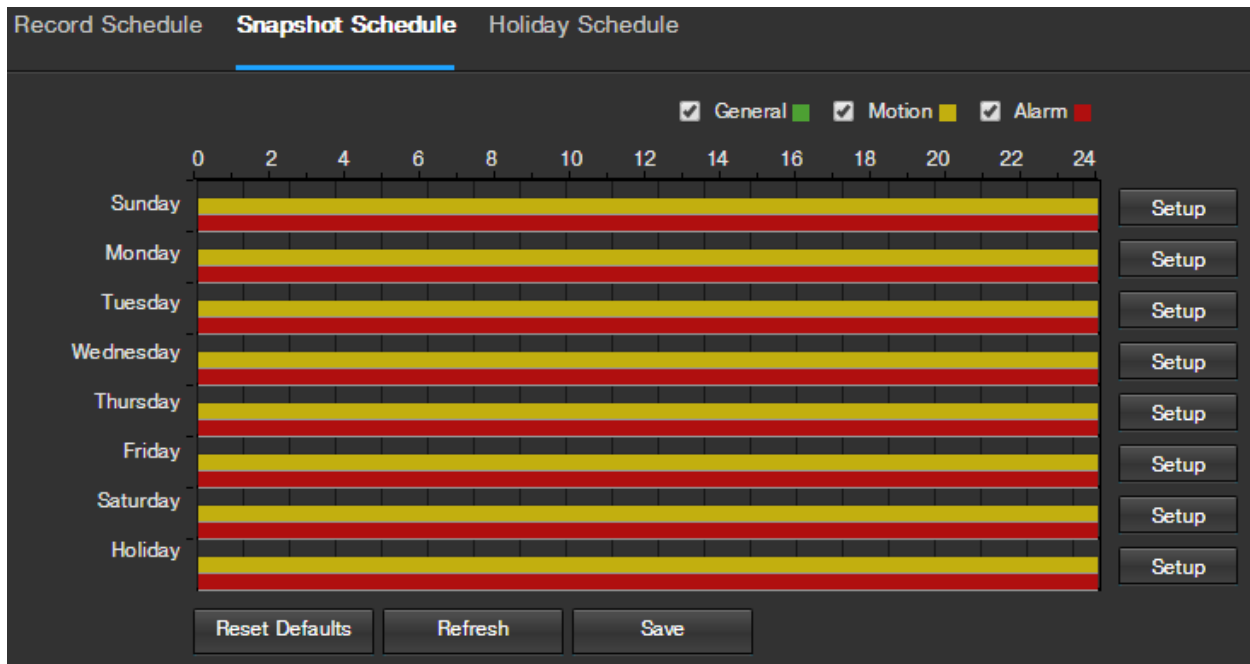 Record Schedule Snapshot Schedule Holiday Schedule
General Motion Alarm
0 2 4 6 8 10 12 14 16 18 20 22 24
Sunday Setup
Monday Setup
Tuesday Setup
Wednesday Setup
Thursday Setup
Friday Setup
Saturday Setup
Holiday Setup
Reset Defaults Refresh Save